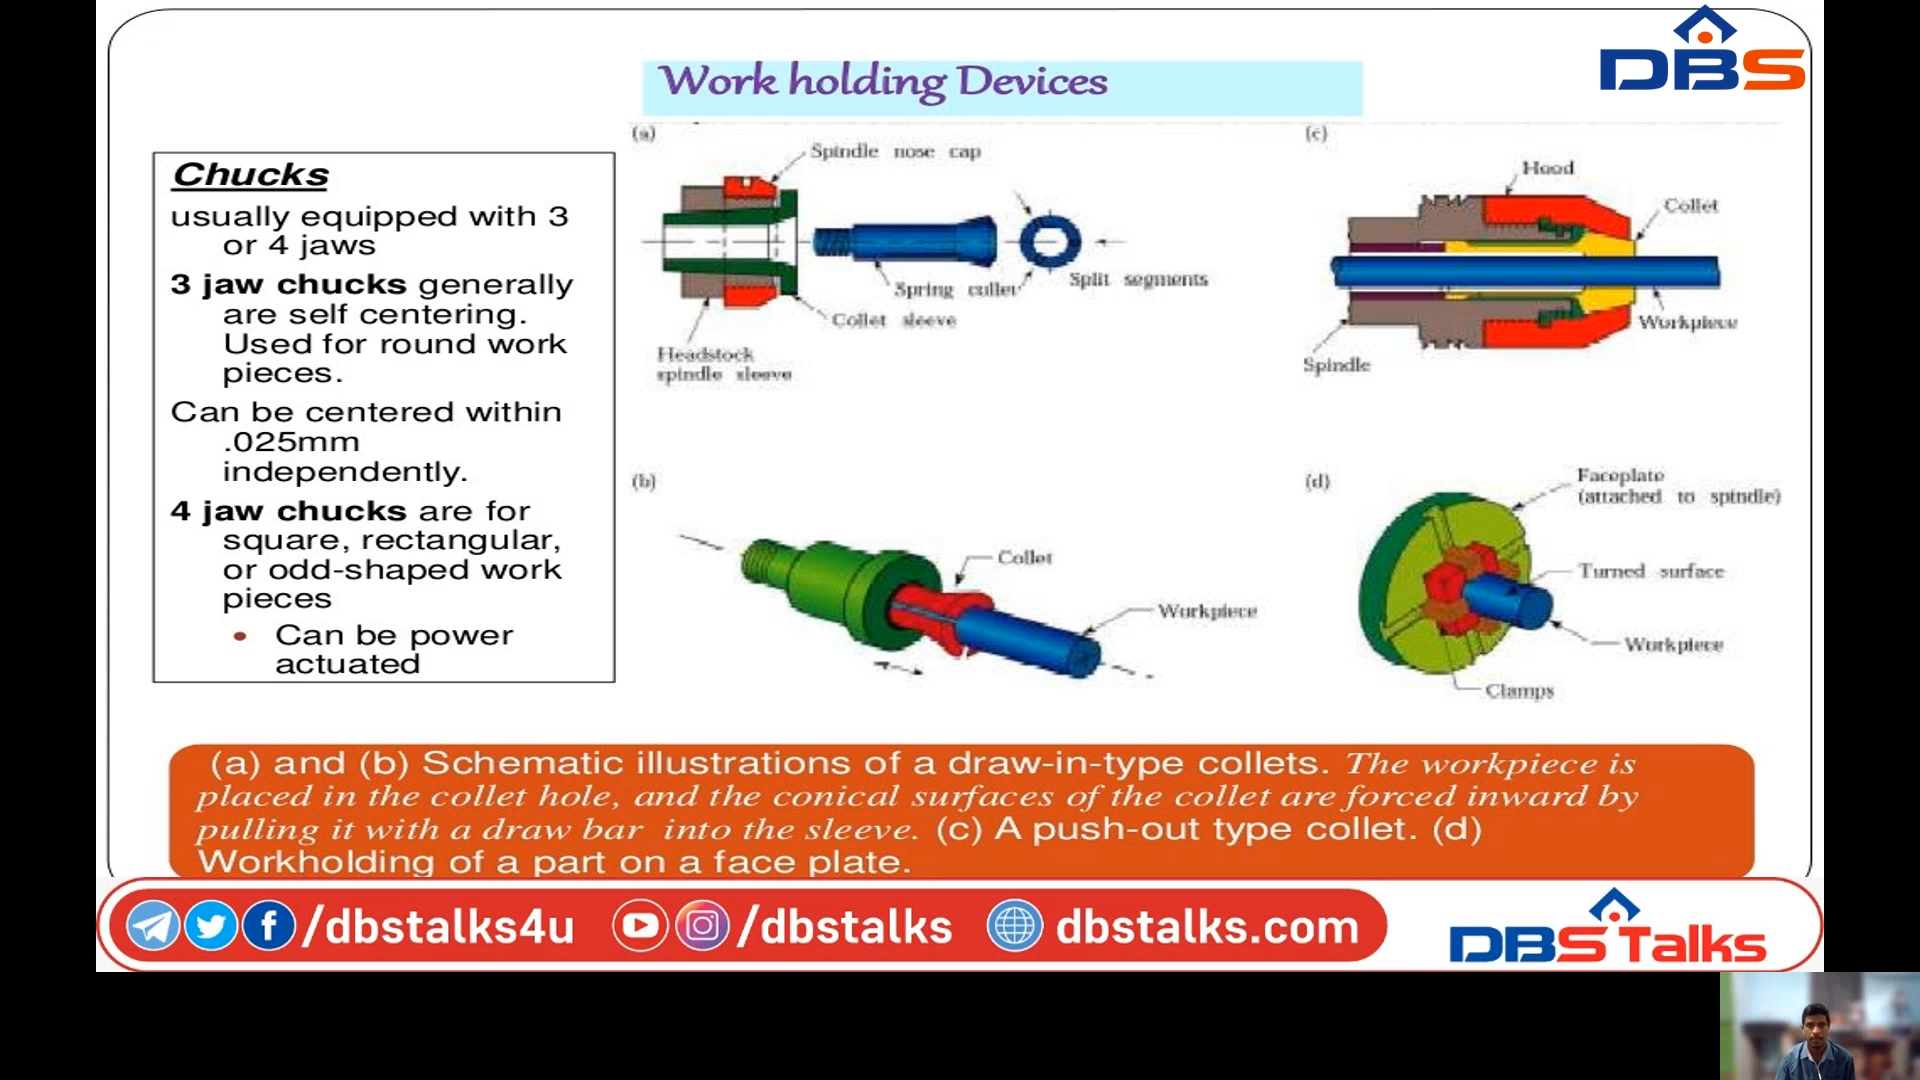 DBS
Work holding Devices
Chucks
usually equipped with 3
or 4 jaws
3 jaw chucks generally
are self centering.
Used for round work
pieces.
Can be centered within
.025mm
independently.
4 jaw chucks are for
square, rectangular,
or odd-shaped work
pieces
• Can be power
actuated
(a)
Spindle nose cap
Spring collet
Split segments
Collet sleeve
Headstock
spindle sleeve
(c)
Hood
Collet
Workpiece
Spindle
(b)
Collet
Workpiece
(d)
Faceplate
(attached to spindle)
Turned surface
Workpiece
Clamps
(a) and (b) Schematic illustrations of a draw-in-type collets. The workpiece is
placed in the collet hole, and the conical surfaces of the collet are forced inward by
pulling it with a draw bar into the sleeve. (c) A push-out type collet. (d)
Workholding of a part on a face plate.
/dbstalks4u /dbstalks dbstalks.com
DBS Talks